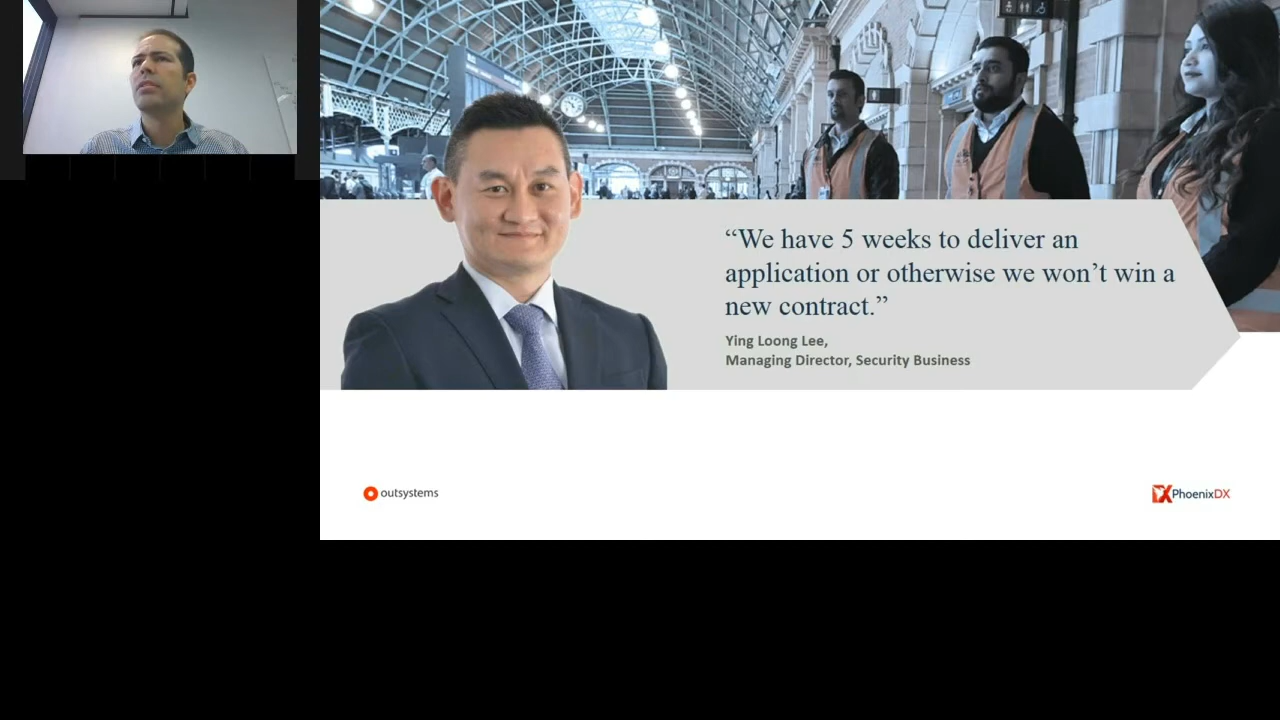 “We have 5 weeks to deliver an
application or otherwise we won’t win a
new contract.”
Ying Loong Lee,
Managing Director, Security Business
outsystems
PhoenixDX